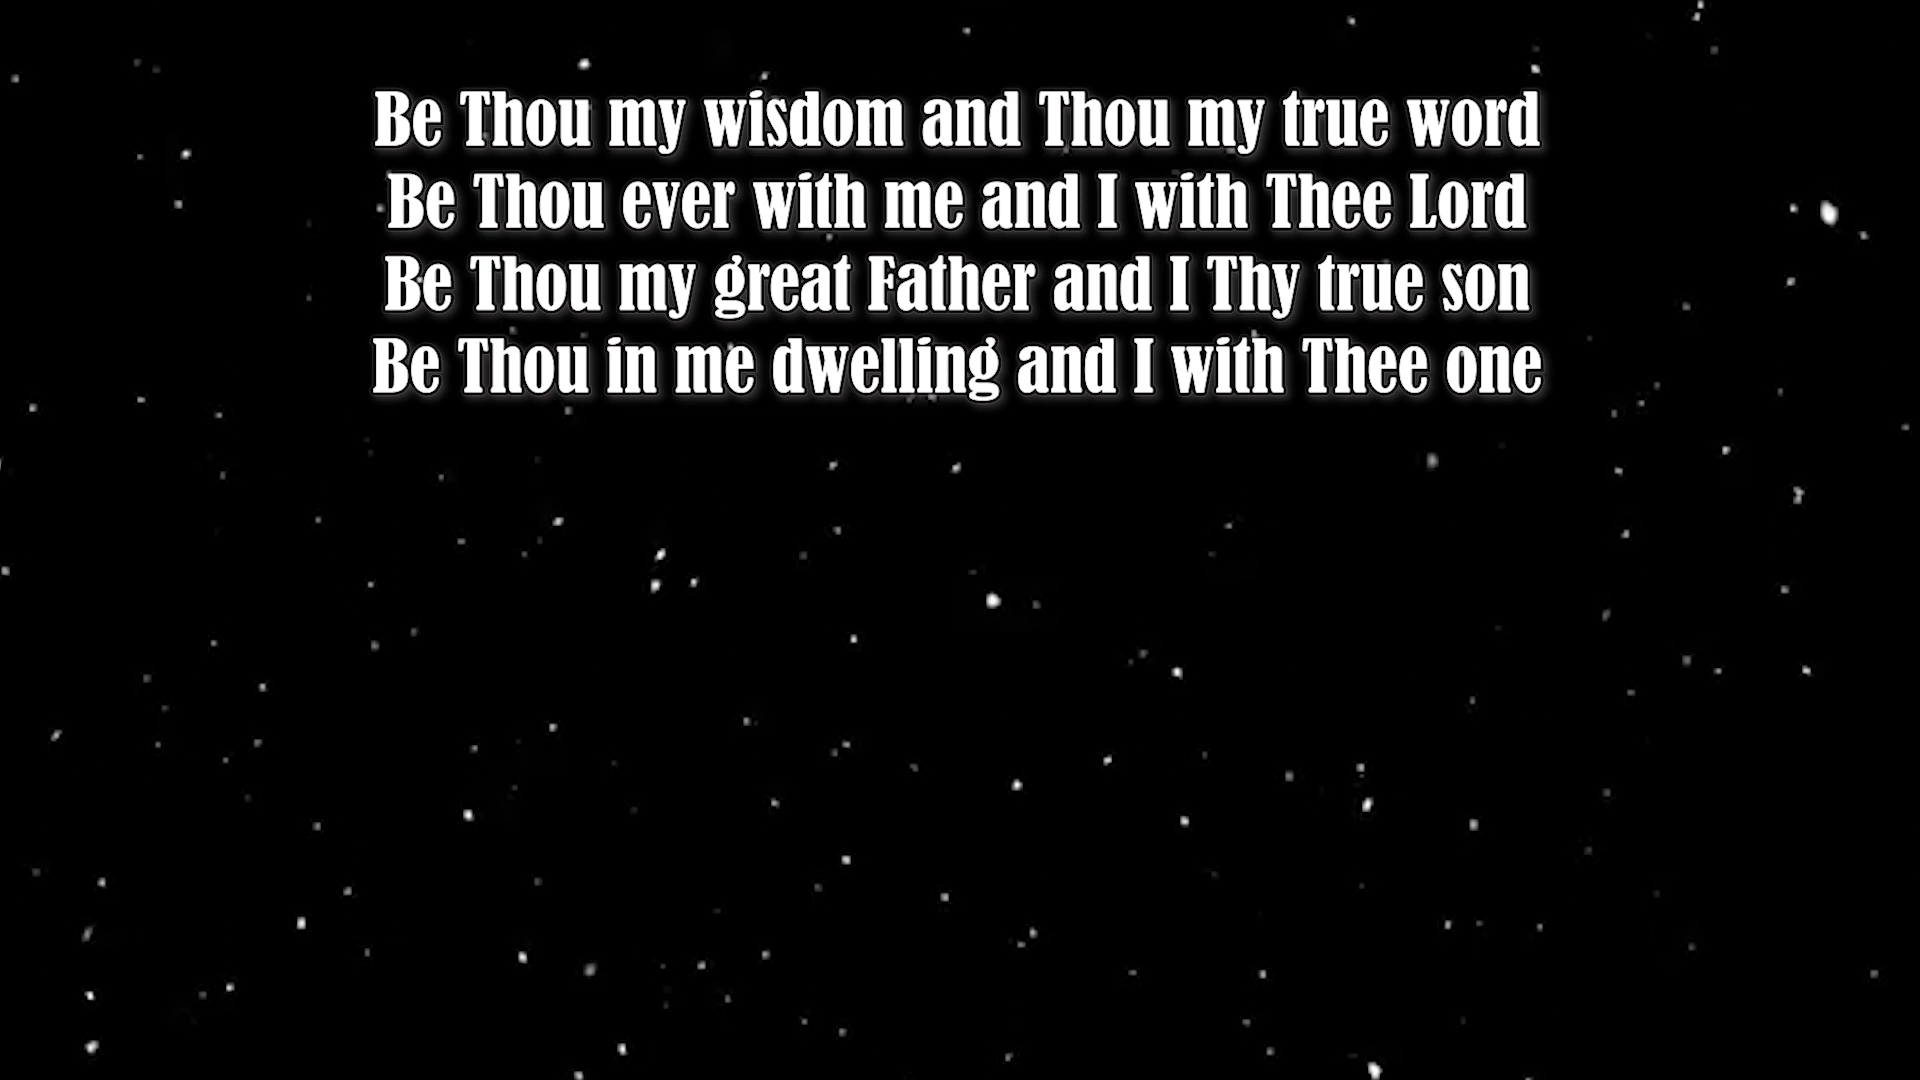 Be Thou my wisdom and Thou my true word
Be Thou ever with me and I with Thee Lord
Be Thou my great Father and I Thy true son
Be Thou in me dwelling and I with Thee one